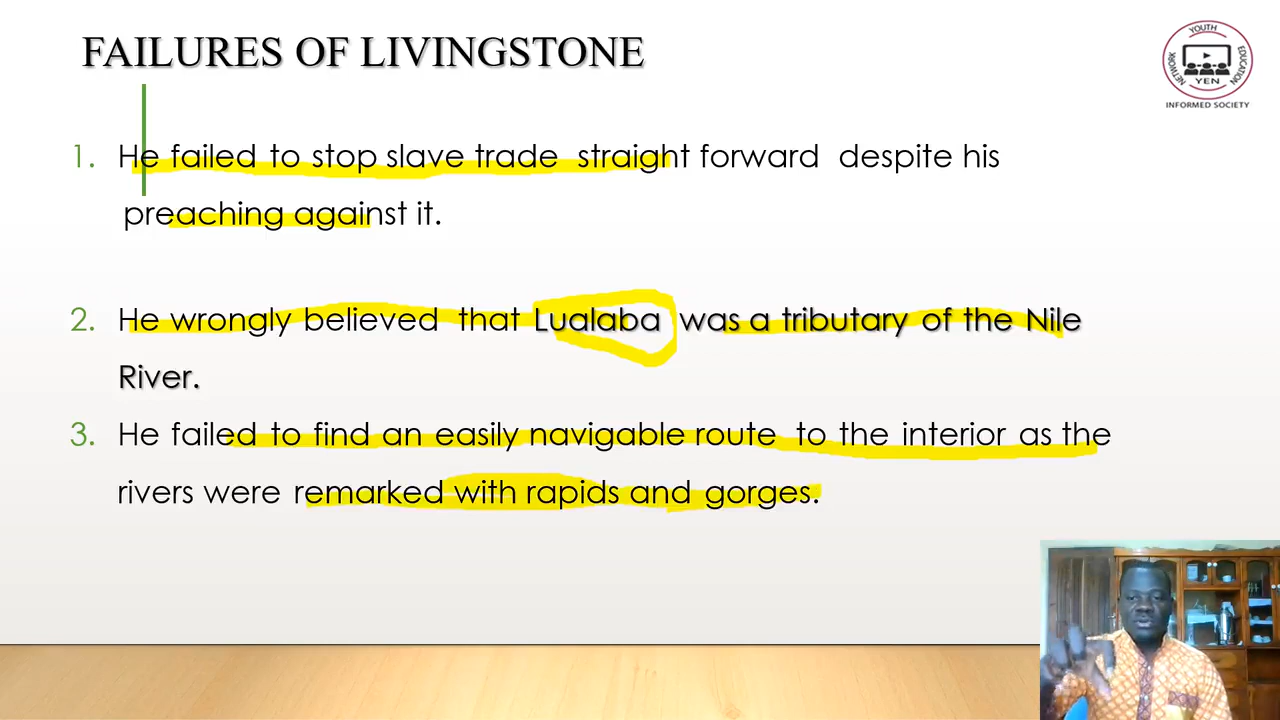 FAILURES OF LIVINGSTONE
YOUTH
EDUCATION
NETWORK
YEN
INFORMED SOCIETY
1. He failed to stop slave trade straight forward despite his
preaching against it.
2. He wrongly believed that Lualaba was a tributary of the Nile
River.
3. He failed to find an easily navigable route to the interior as the
rivers were remarked with rapids and gorges.